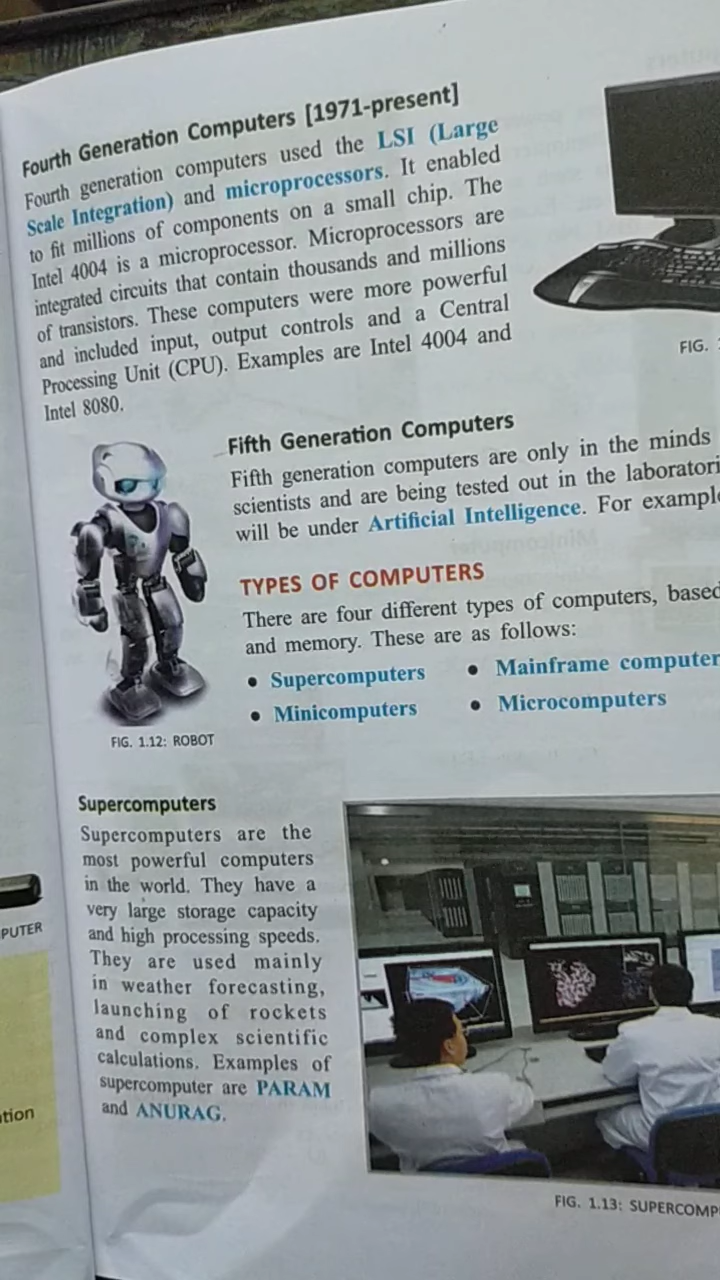 Fourth Generation Computers [1971-present]
Fourth generation computers used the LSI (Large
Scale Integration) and microprocessors. It enabled
to fit millions of components on a small chip. The
Intel 4004 is a microprocessor. Microprocessors are
integrated circuits that contain thousands and millions
of transistors. These computers were more powerful
and included input, output controls and a Central
Processing Unit (CPU). Examples are Intel 4004 and
Intel 8080.
FIG.
Fifth Generation Computers
Fifth generation computers are only in the minds
scientists and are being tested out in the laboratori
will be under Artificial Intelligence. For example
TYPES OF COMPUTERS
There are four different types of computers, based
and memory. These are as follows:
• Supercomputers • Mainframe computer
• Minicomputers • Microcomputers
FIG. 1.12: ROBOT
Supercomputers
Supercomputers are the
most powerful computers
in the world. They have a
very large storage capacity
and high processing speeds.
They are used mainly
in weather forecasting,
launching of rockets
and complex scientific
calculations. Examples of
supercomputer are PARAM
and ANURAG.
FIG. 1.13: SUPERCOMP
PUTER
ation